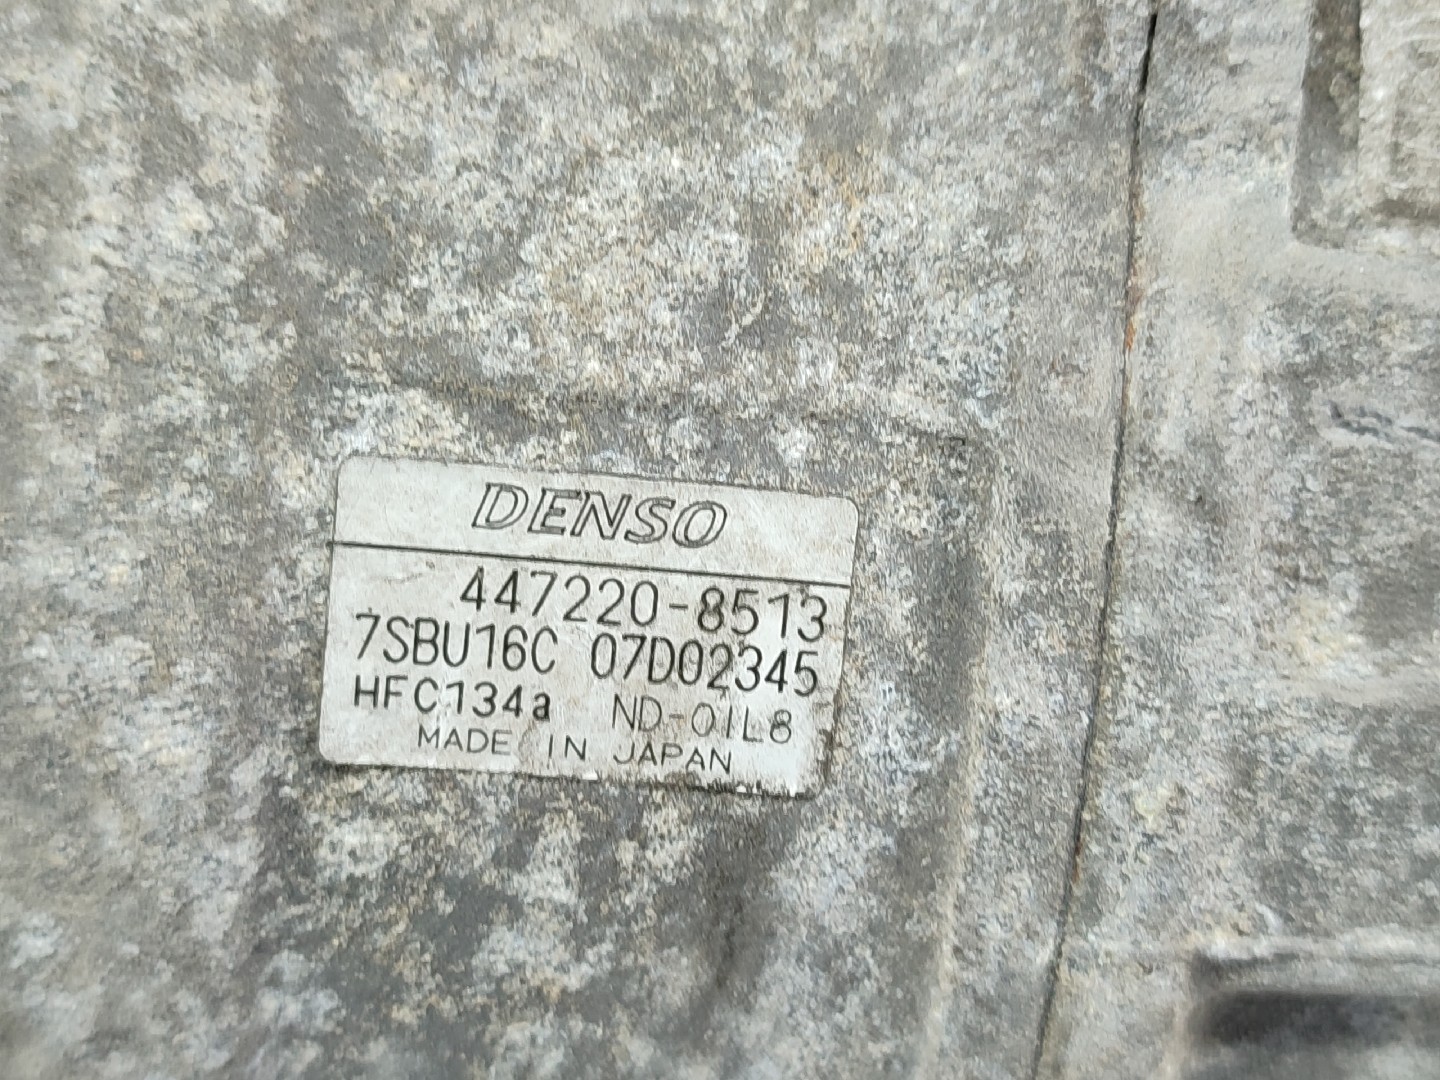 DENSO
447220-8513
7SBU16C 07D02345
HFC134a ND-OIL8
MADE IN JAPAN